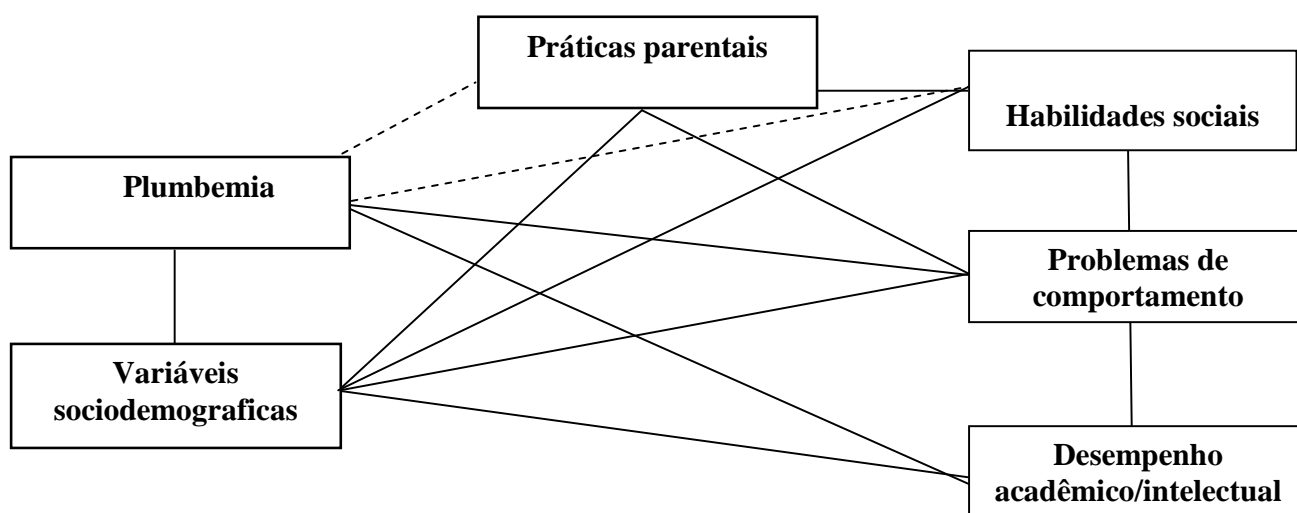 Práticas parentais
Habilidades sociais
Plumbemia
Problemas de
comportamento
Variáveis
sociodemograficas
Desempenho
acadêmico/intelectual